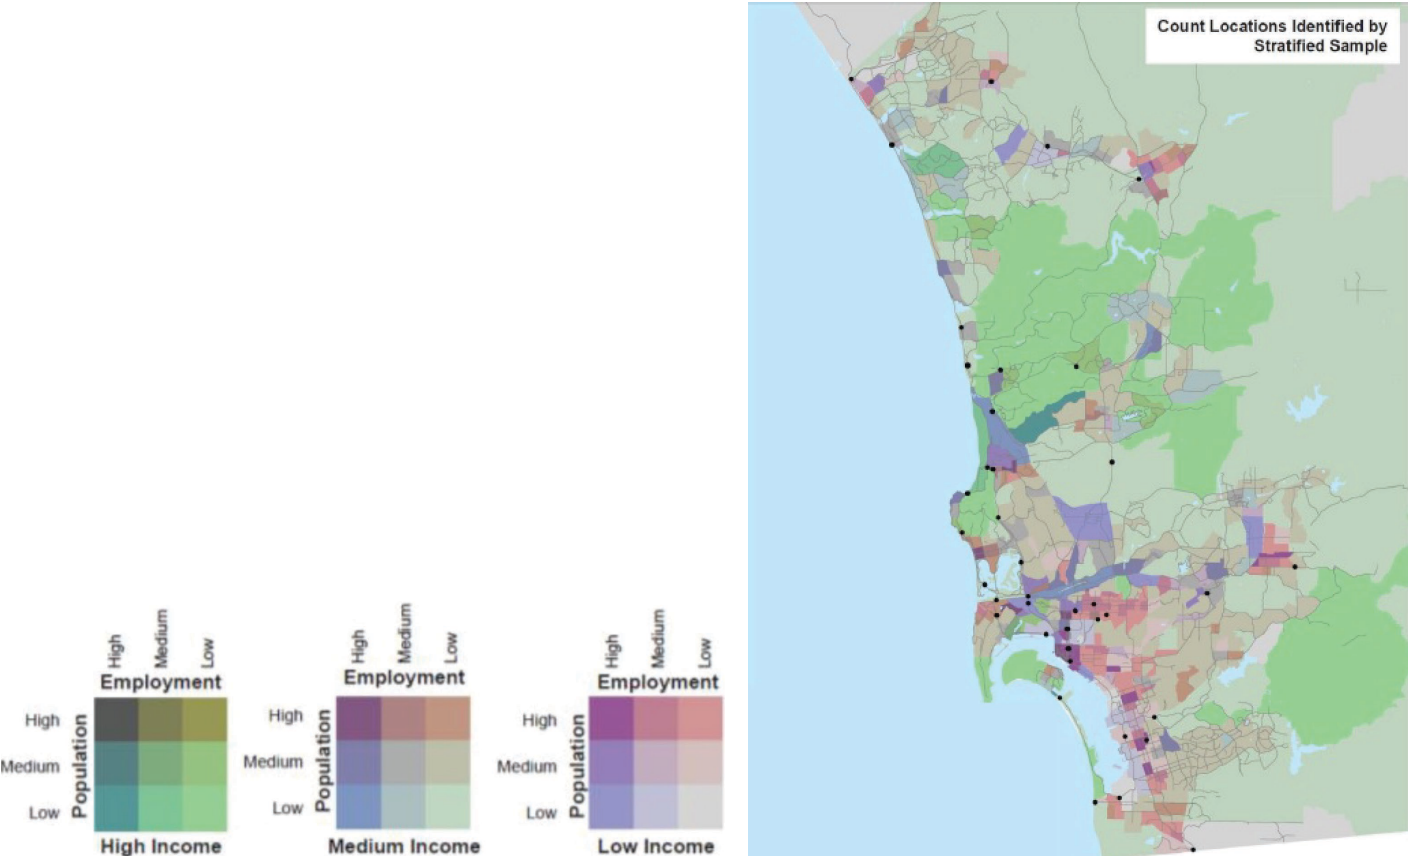 Count Locations Identified by
Stratified Sample
High
Medium
Low
Employment
High
Medium
Low
Population
High Income
High
Medium
Low
Employment
High
Medium
Low
Population
Medium Income
High
Medium
Low
Employment
High
Medium
Low
Population
Low Income